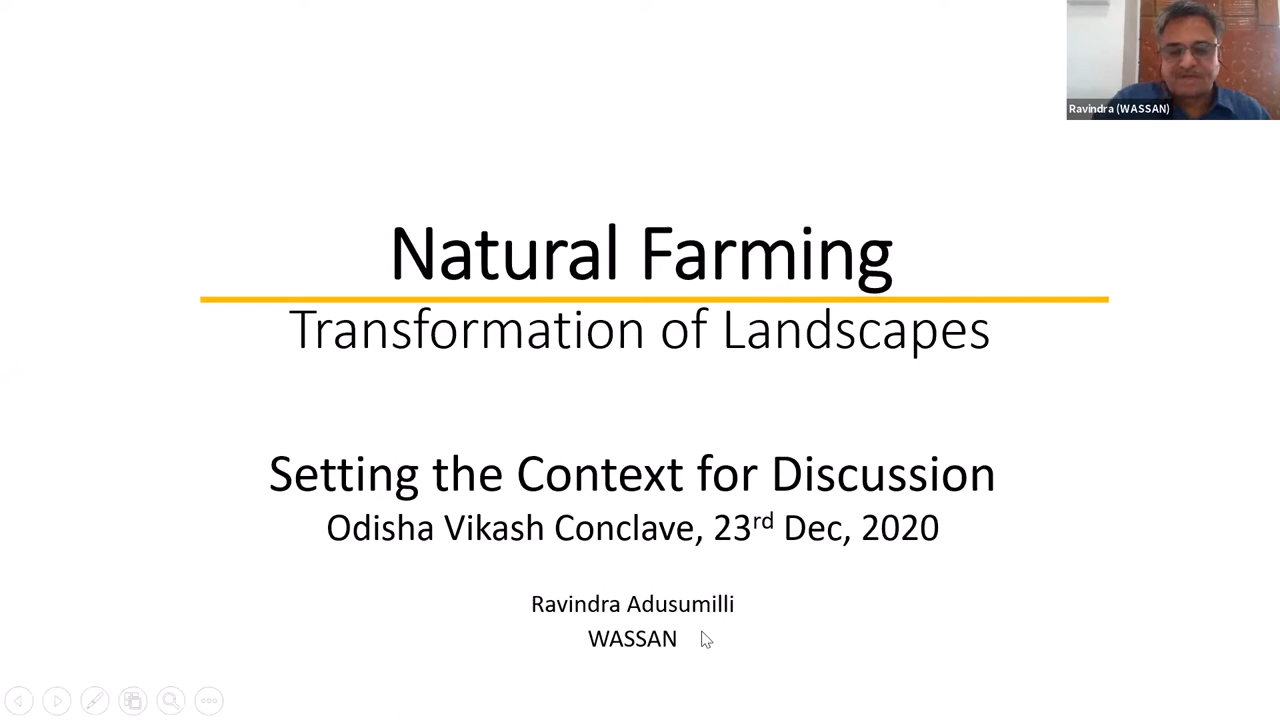 Ravindra (WASSAN)
Natural Farming
Transformation of Landscapes
Setting the Context for Discussion
Odisha Vikash Conclave, 23rd Dec, 2020
Ravindra Adusumilli
WASSAN